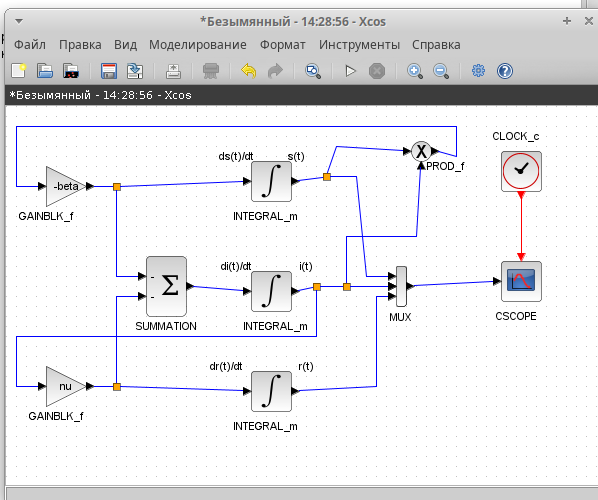 *Безымянный - 14:28:56 - Xcos
Файл Правка Вид Моделирование Формат Инструменты Справка
*Безымянный - 14:28:56 - Xcos
CLOCK_c
ds(t)/dt s(t)
X
PROD_f
-beta
∫
GAINBLK_f
INTEGRAL_m
di(t)/dt i(t)
-
Σ
-
∫
SUMMATION
INTEGRAL_m
MUX
CSCOPE
dr(t)/dt r(t)
nu
∫
GAINBLK_f
INTEGRAL_m